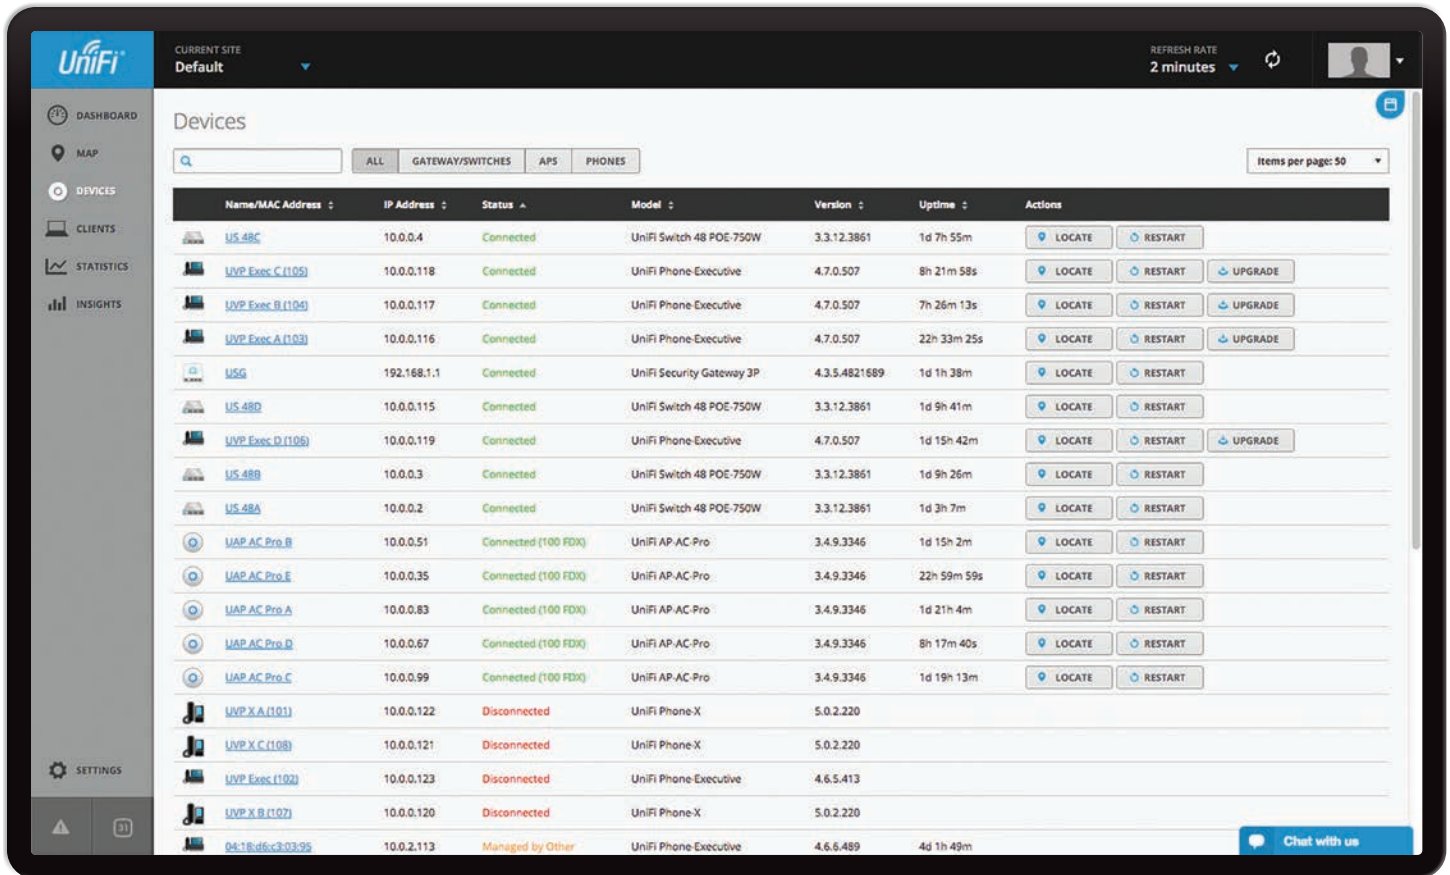 UniFi
CURRENT SITE
Default
REFRESH RATE
2 minutes
DASHBOARD
MAP
DEVICES
CLIENTS
STATISTICS
INSIGHTS
SETTINGS
31
Devices
ALL GATEWAY/SWITCHES APS PHONES
Items per page: 50
Name/MAC Address IP Address Status Model Version Uptime Actions
US 48C 10.0.0.4 Connected UniFi Switch 48 POE-750W 3.3.12.3861 1d 7h 55m LOCATE RESTART
UVP Exec C (105) 10.0.0.118 Connected UniFi Phone-Executive 4.7.0.507 8h 21m 58s LOCATE RESTART UPGRADE
UVP Exec B (104) 10.0.0.117 Connected UniFi Phone-Executive 4.7.0.507 7h 26m 13s LOCATE RESTART UPGRADE
UVP Exec A (103) 10.0.0.116 Connected UniFi Phone-Executive 4.7.0.507 22h 33m 25s LOCATE RESTART UPGRADE
USG 192.168.1.1 Connected UniFi Security Gateway 3P 4.3.5.4821689 1d 1h 38m LOCATE RESTART
US 48D 10.0.0.115 Connected UniFi Switch 48 POE-750W 3.3.12.3861 1d 9h 41m LOCATE RESTART
UVP Exec D (106) 10.0.0.119 Connected UniFi Phone-Executive 4.7.0.507 1d 15h 42m LOCATE RESTART UPGRADE
US 48B 10.0.0.3 Connected UniFi Switch 48 POE-750W 3.3.12.3861 1d 9h 26m LOCATE RESTART
US 48A 10.0.0.2 Connected UniFi Switch 48 POE-750W 3.3.12.3861 1d 3h 7m LOCATE RESTART
UAP AC Pro B 10.0.0.51 Connected (100 FDX) UniFi AP-AC-Pro 3.4.9.3346 1d 15h 2m LOCATE RESTART
UAP AC Pro E 10.0.0.35 Connected (100 FDX) UniFi AP-AC-Pro 3.4.9.3346 22h 59m 59s LOCATE RESTART
UAP AC Pro A 10.0.0.83 Connected (100 FDX) UniFi AP-AC-Pro 3.4.9.3346 1d 21h 4m LOCATE RESTART
UAP AC Pro D 10.0.0.67 Connected (100 FDX) UniFi AP-AC-Pro 3.4.9.3346 8h 17m 40s LOCATE RESTART
UAP AC Pro C 10.0.0.99 Connected (100 FDX) UniFi AP-AC-Pro 3.4.9.3346 1d 19h 13m LOCATE RESTART
UVP X A (101) 10.0.0.122 Disconnected UniFi Phone-X 5.0.2.220
UVP X C (108) 10.0.0.121 Disconnected UniFi Phone-X 5.0.2.220
UVP Exec (102) 10.0.0.123 Disconnected UniFi Phone-Executive 4.6.5.413
UVP X B (107) 10.0.0.120 Disconnected UniFi Phone-X 5.0.2.220
04:18:d6:c3:03:95 10.0.2.113 Managed by Other UniFi Phone-Executive 4.6.6.489 4d 1h 49m
Chat with us